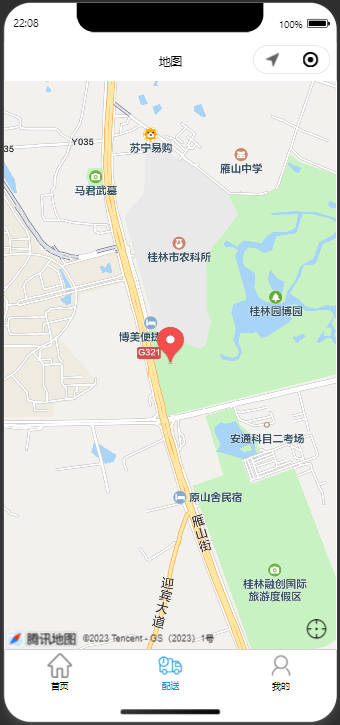 22:08
100%
地图
Y035
035
苏宁易购
雁山中学
马君武墓
桂林市农科所
桂林园博园
博美便捷
G321
安通科目二考场
原山舍民宿
雁山街
迎宾大道
桂林融创国际
旅游度假区
腾讯地图 ©2023 Tencent - GS（2023）1号
首页
配送
我的